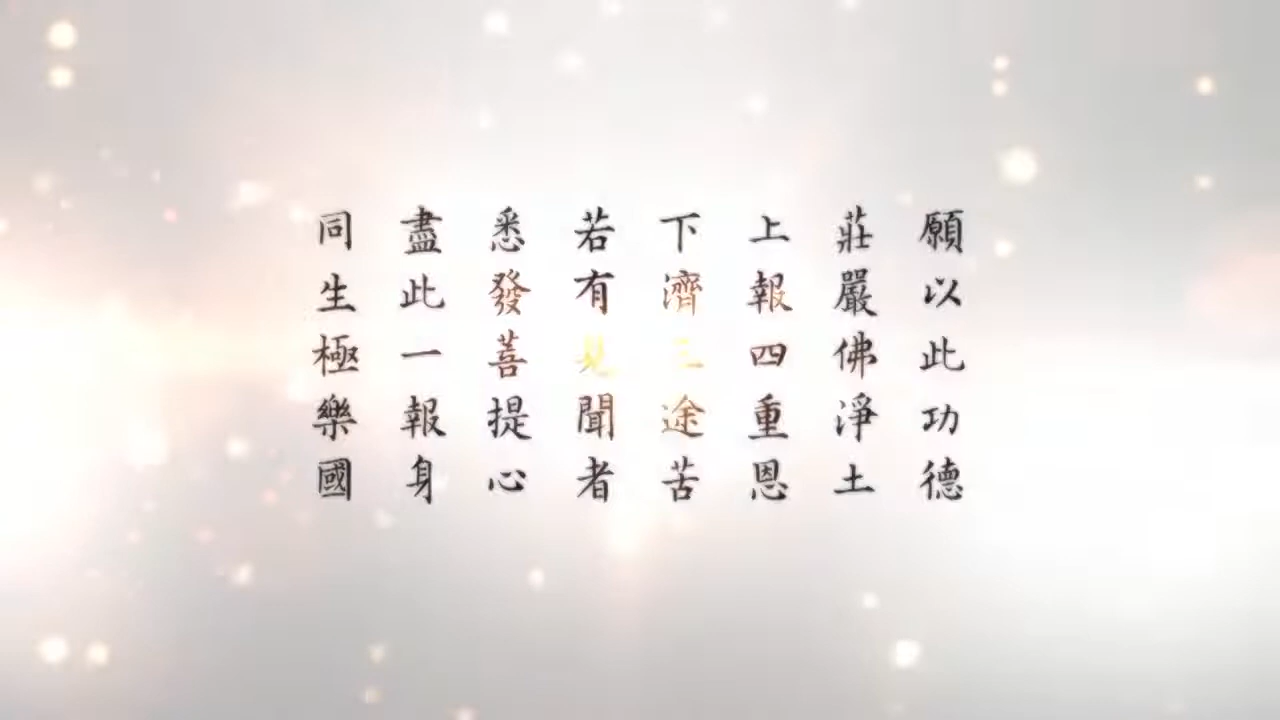 願以此功德
莊嚴佛淨土
上報四重恩
下濟三途苦
若有見聞者
悉發菩提心
盡此一報身
同生極樂國